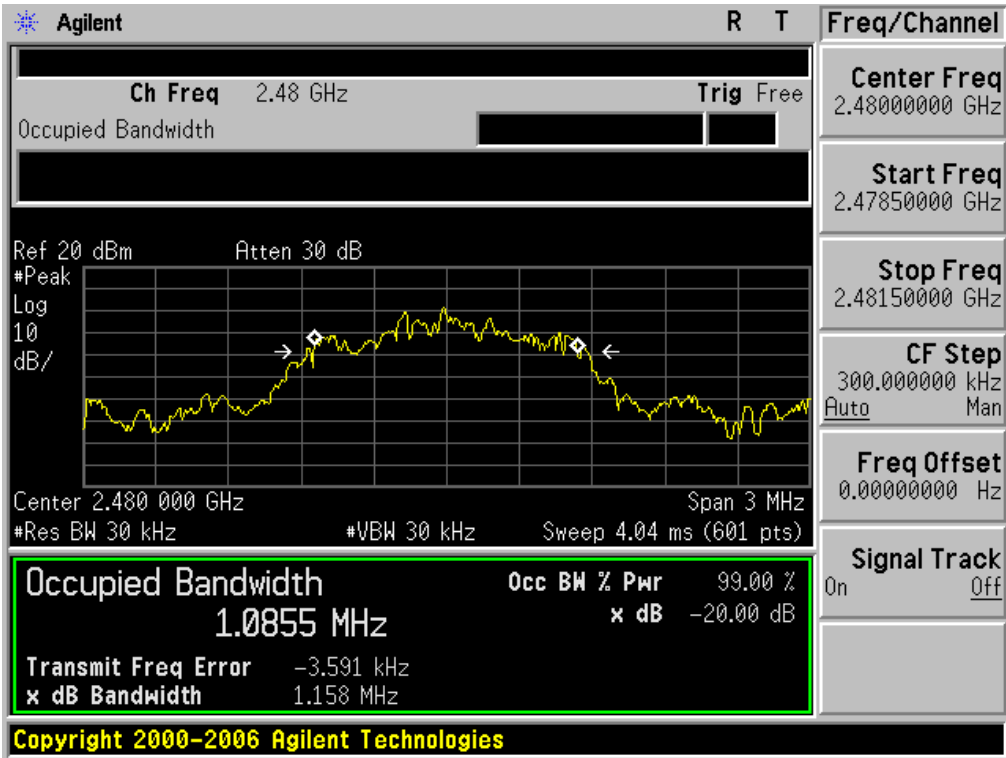 Agilent R T Freq/Channel
Ch Freq 2.48 GHz Trig Free
Occupied Bandwidth
Center Freq
2.48000000 GHz
Start Freq
2.47850000 GHz
Stop Freq
2.48150000 GHz
CF Step
300.000000 kHz
Auto Man
Freq Offset
0.00000000 Hz
Signal Track
On Off
Ref 20 dBm Atten 30 dB
#Peak
Log
10
dB/
Center 2.480 000 GHz Span 3 MHz
#Res BW 30 kHz #VBW 30 kHz Sweep 4.04 ms (601 pts)
Occupied Bandwidth Occ BW % Pwr 99.00 %
1.0855 MHz x dB -20.00 dB
Transmit Freq Error -3.591 kHz
x dB Bandwidth 1.158 MHz
Copyright 2000-2006 Agilent Technologies